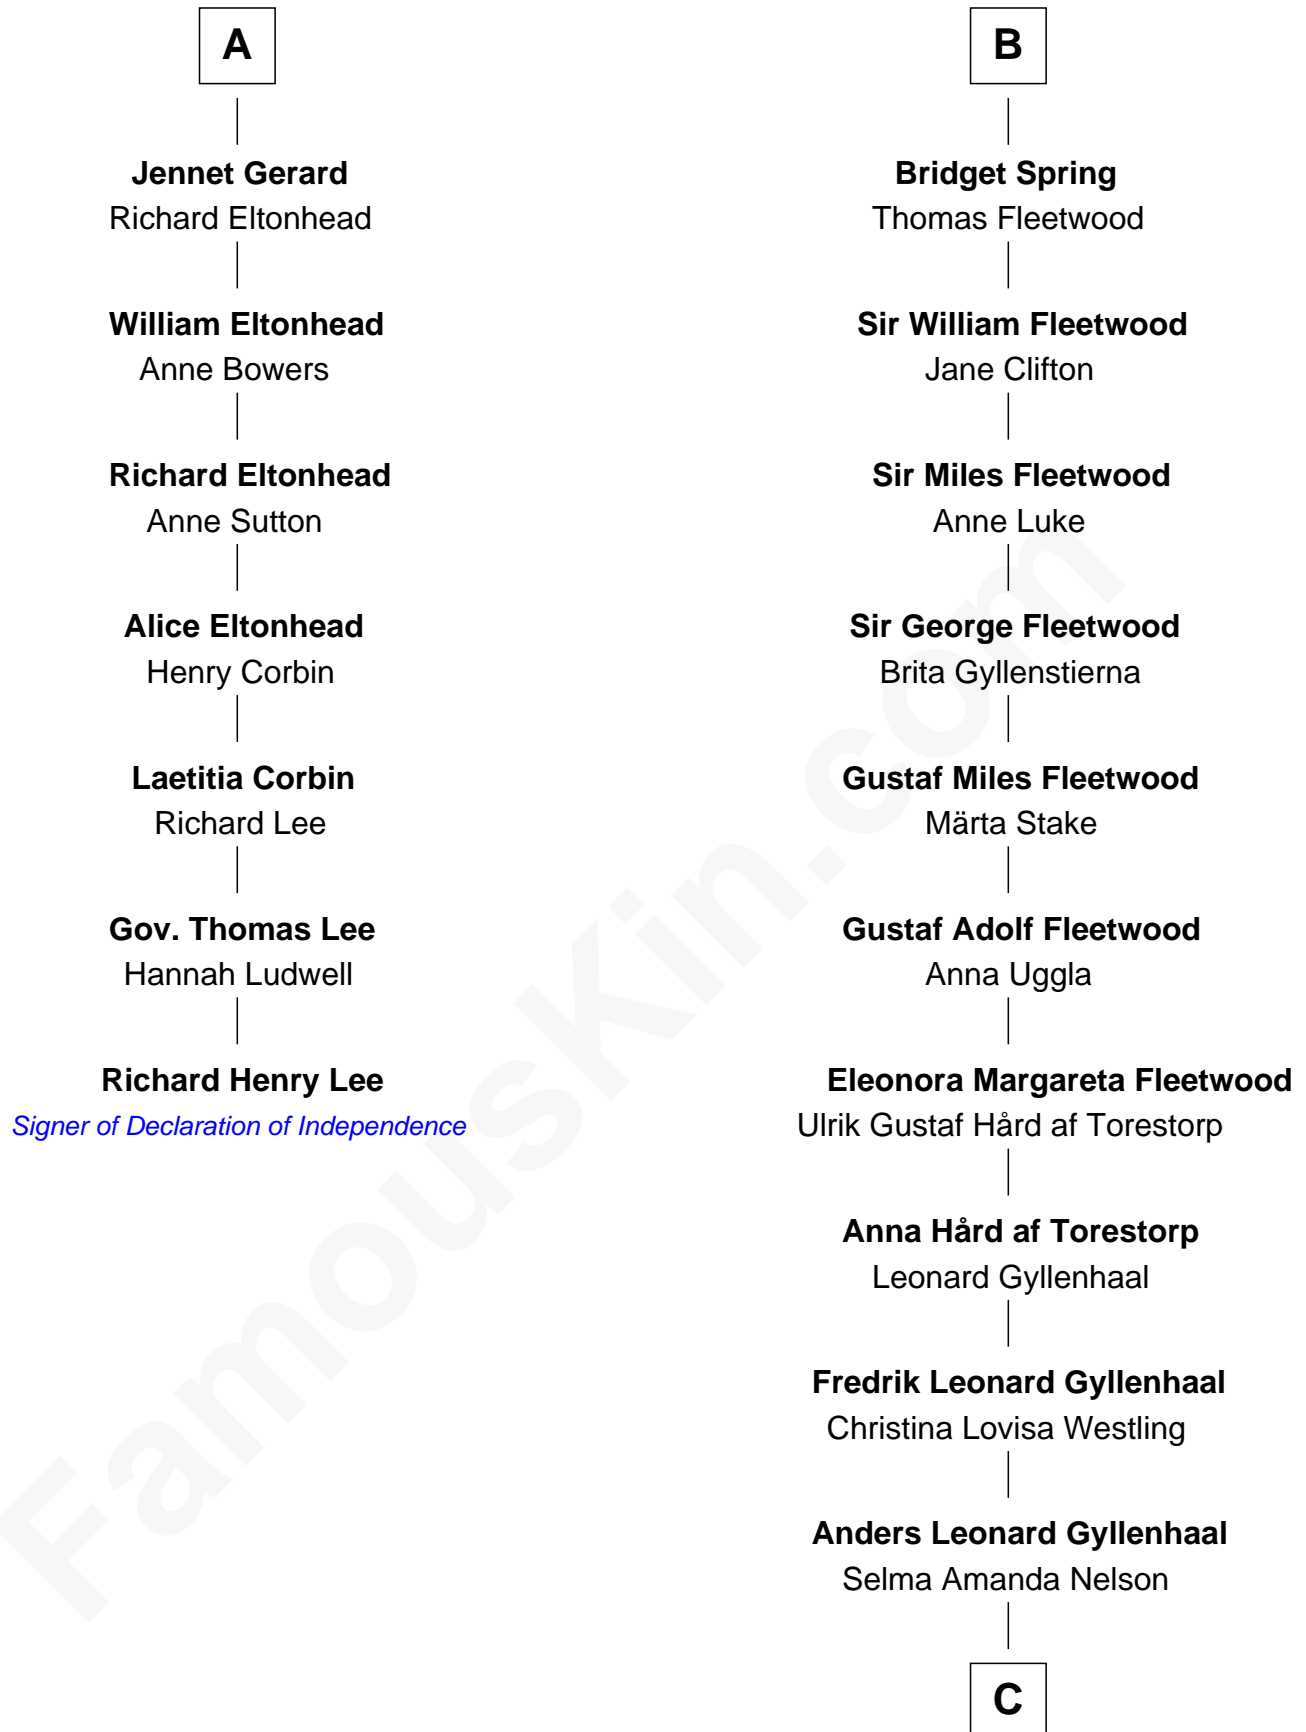 A
Jennet Gerard
Richard Eltonhead
William Eltonhead
Anne Bowers
Richard Eltonhead
Anne Sutton
Alice Eltonhead
Henry Corbin
Laetitia Corbin
Richard Lee
Gov. Thomas Lee
Hannah Ludwell
Richard Henry Lee
Signer of Declaration of Independence
B
Bridget Spring
Thomas Fleetwood
Sir William Fleetwood
Jane Clifton
Sir Miles Fleetwood
Anne Luke
Sir George Fleetwood
Brita Gyllenstierna
Gustaf Miles Fleetwood
Märta Stake
Gustaf Adolf Fleetwood
Anna Uggla
Eleonora Margareta Fleetwood
Ulrik Gustaf Hård af Torestorp
Anna Hård af Torestorp
Leonard Gyllenhaal
Fredrik Leonard Gyllenhaal
Christina Lovisa Westling
Anders Leonard Gyllenhaal
Selma Amanda Nelson
C
FamousKin.com